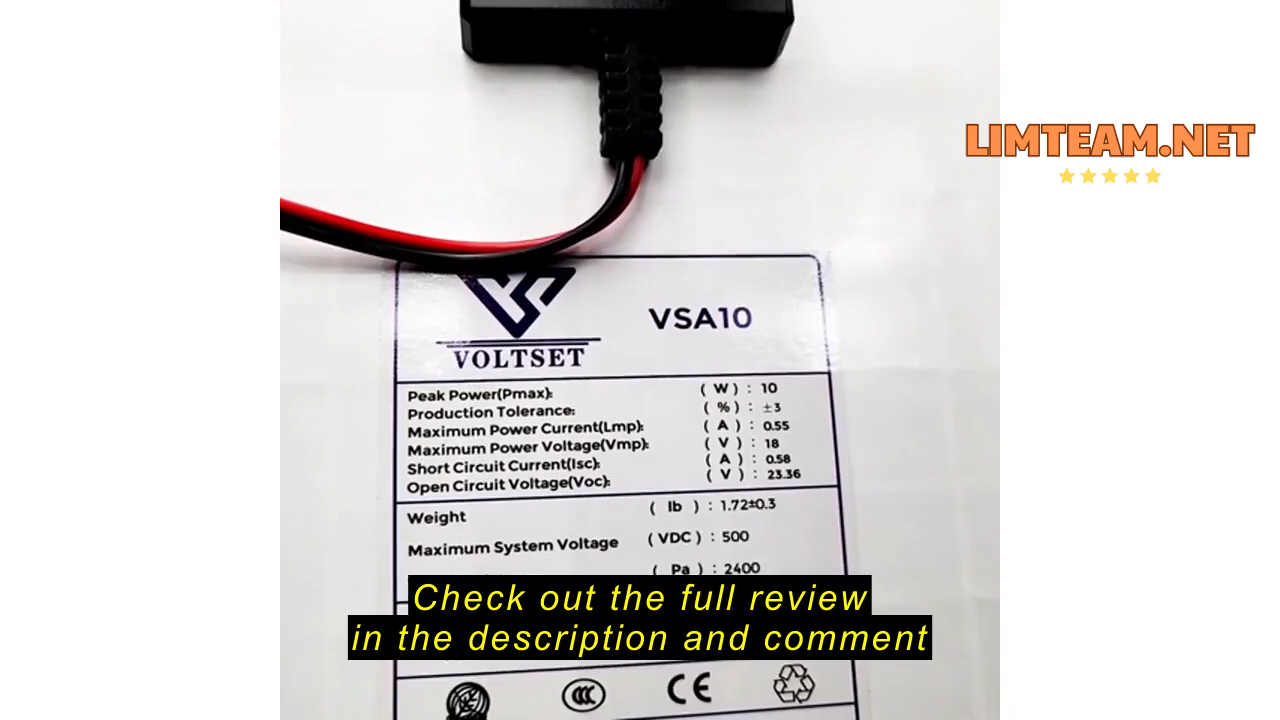 LIMTEAM.NET
VOLTSET
VSA10
Peak Power(Pmax): ( W ) : 10
Production Tolerance: ( % ) : ±3
Maximum Power Current(Lmp): ( A ) : 0.55
Maximum Power Voltage(Vmp): ( V ) : 18
Short Circuit Current(Isc): ( A ) : 0.58
Open Circuit Voltage(Voc): ( V ) : 23.36
Weight ( lb ) : 1.72±0.3
Maximum System Voltage ( VDC ) : 500
( Pa ) : 2400
Check out the full review
in the description and comment
CCC
CE